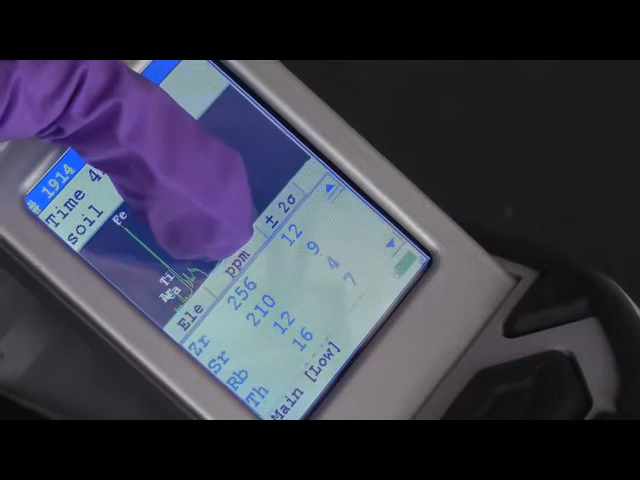 # 1914
Time 4
soil
Fe
Ti
Ele ppm ± 2σ
Zr 256 12
Sr 210 9
Rb 12 4
Th 16 7
Main [Low]